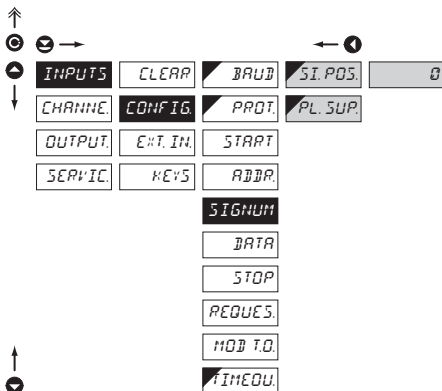 INPUTS CLEAR BAUD SI. POS. 0
CHANNE. CONFIG. PROT. PL. SUP.
OUTPUT. EXT. IN. START
SERVIC. KEYS ADDR.
SIGNUM
DATA
STOP
REQUES.
MOD T.O.
TIMEOU.